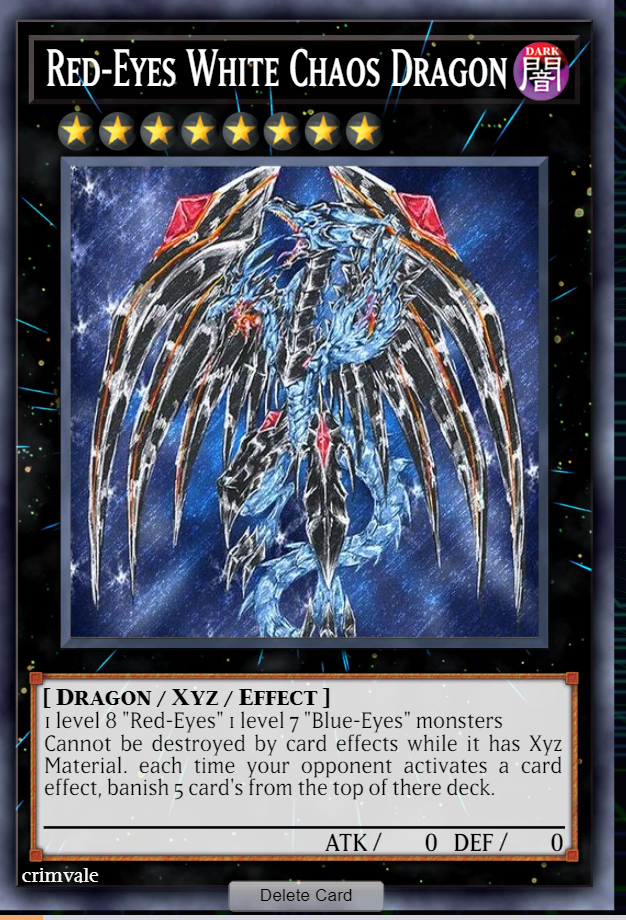 Red-Eyes White Chaos Dragon
DARK
闇
[ Dragon / Xyz / Effect ]
1 level 8 "Red-Eyes" 1 level 7 "Blue-Eyes" monsters
Cannot be destroyed by card effects while it has Xyz
Material. each time your opponent activates a card
effect, banish 5 card's from the top of there deck.
ATK / 0 DEF / 0
crimvale
Delete Card